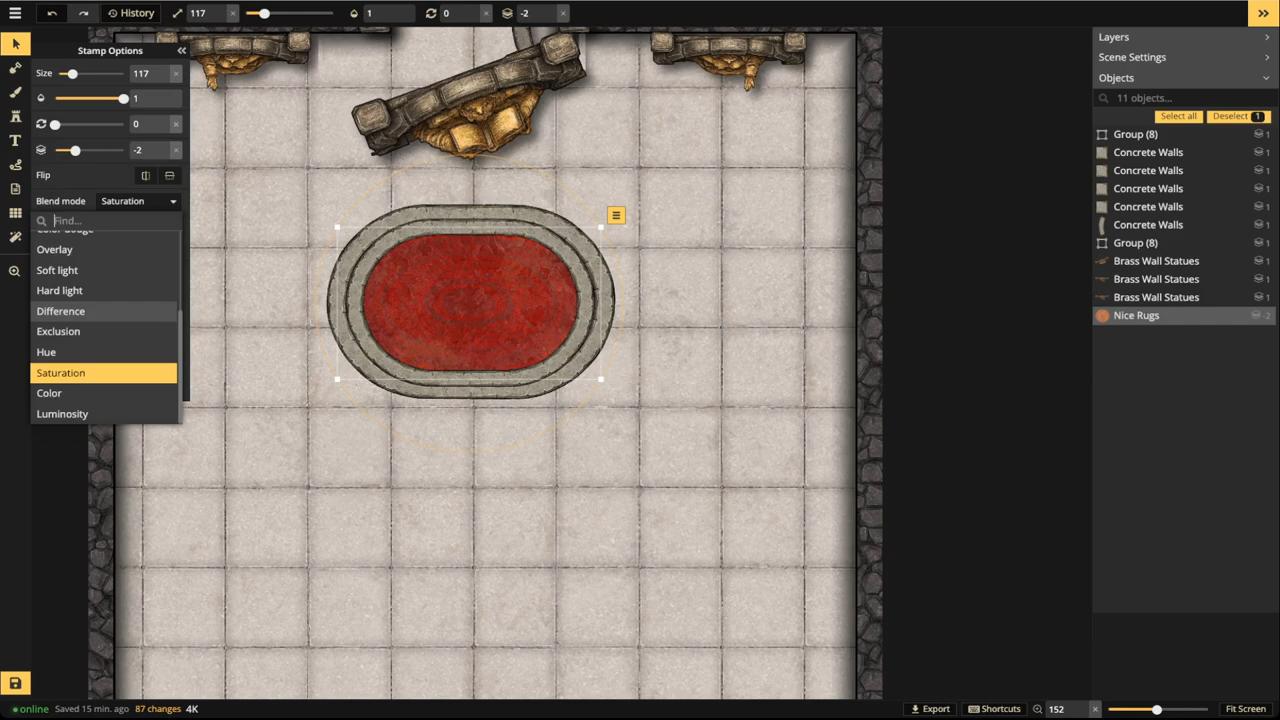 History 117 × 1 0 × -2 ×
Stamp Options
Size 117 ×
1
0 ×
-2 ×
Flip
Blend mode Saturation
Find...
Color dodge
Overlay
Soft light
Hard light
Difference
Exclusion
Hue
Saturation
Color
Luminosity
Layers
Scene Settings
Objects
11 objects...
Select all Deselect 1
Group (8) 1
Concrete Walls 1
Concrete Walls 1
Concrete Walls 1
Concrete Walls 1
Concrete Walls 1
Group (8) 1
Brass Wall Statues 1
Brass Wall Statues 1
Brass Wall Statues 1
Nice Rugs -2
online Saved 15 min. ago 87 changes 4K Export Shortcuts 152 × Fit Screen